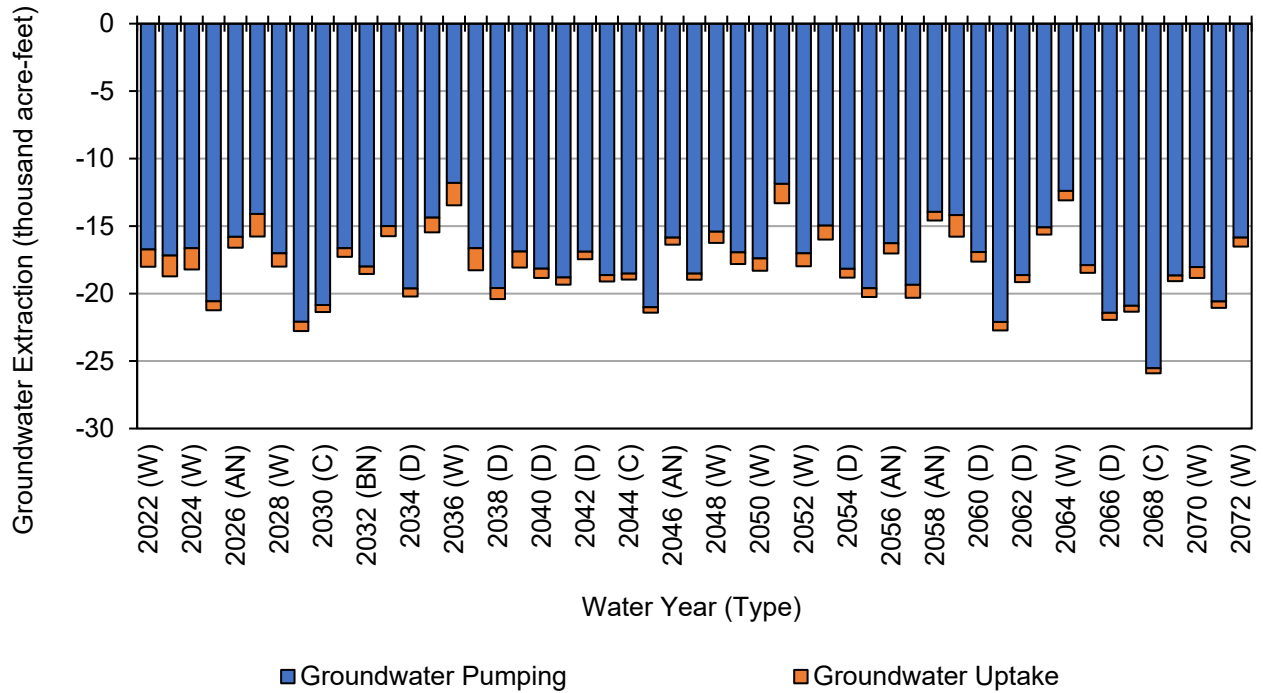 Groundwater Extraction (thousand acre-feet)
0
-5
-10
-15
-20
-25
-30
2022 (W)
2024 (W)
2026 (AN)
2028 (W)
2030 (C)
2032 (BN)
2034 (D)
2036 (W)
2038 (D)
2040 (D)
2042 (D)
2044 (C)
2046 (AN)
2048 (W)
2050 (W)
2052 (W)
2054 (D)
2056 (AN)
2058 (AN)
2060 (D)
2062 (D)
2064 (W)
2066 (D)
2068 (C)
2070 (W)
2072 (W)
Water Year (Type)
Groundwater Pumping
Groundwater Uptake